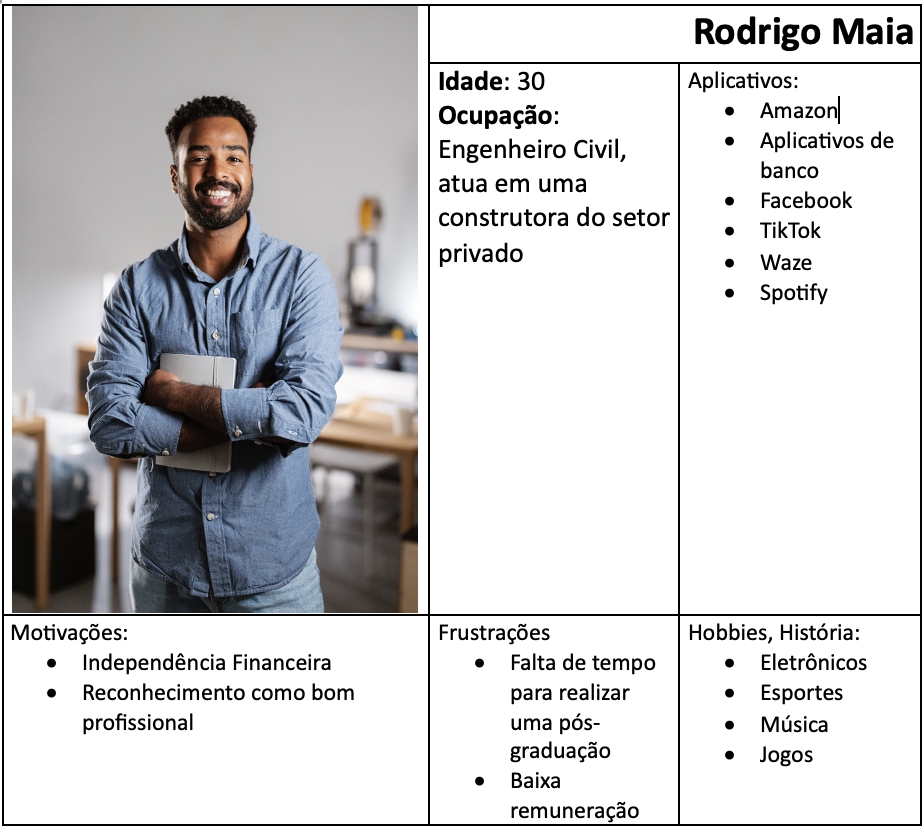 Rodrigo Maia
Idade: 30
Ocupação:
Engenheiro Civil,
atua em uma
construtora do setor
privado
Aplicativos:
• Amazon
• Aplicativos de
banco
• Facebook
• TikTok
• Waze
• Spotify
Motivações:
• Independência Financeira
• Reconhecimento como bom
profissional
Frustrações
• Falta de tempo
para realizar
uma pós-
graduação
• Baixa
remuneração
Hobbies, História:
• Eletrônicos
• Esportes
• Música
• Jogos